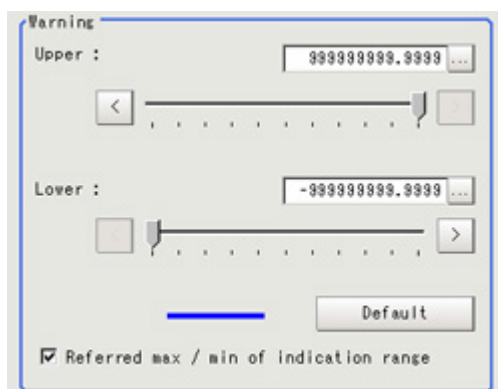 Warning
Upper :
999999999.9999 ...
<
>
Lower :
-999999999.9999 ...
<
>
Default
Referred max / min of indication range